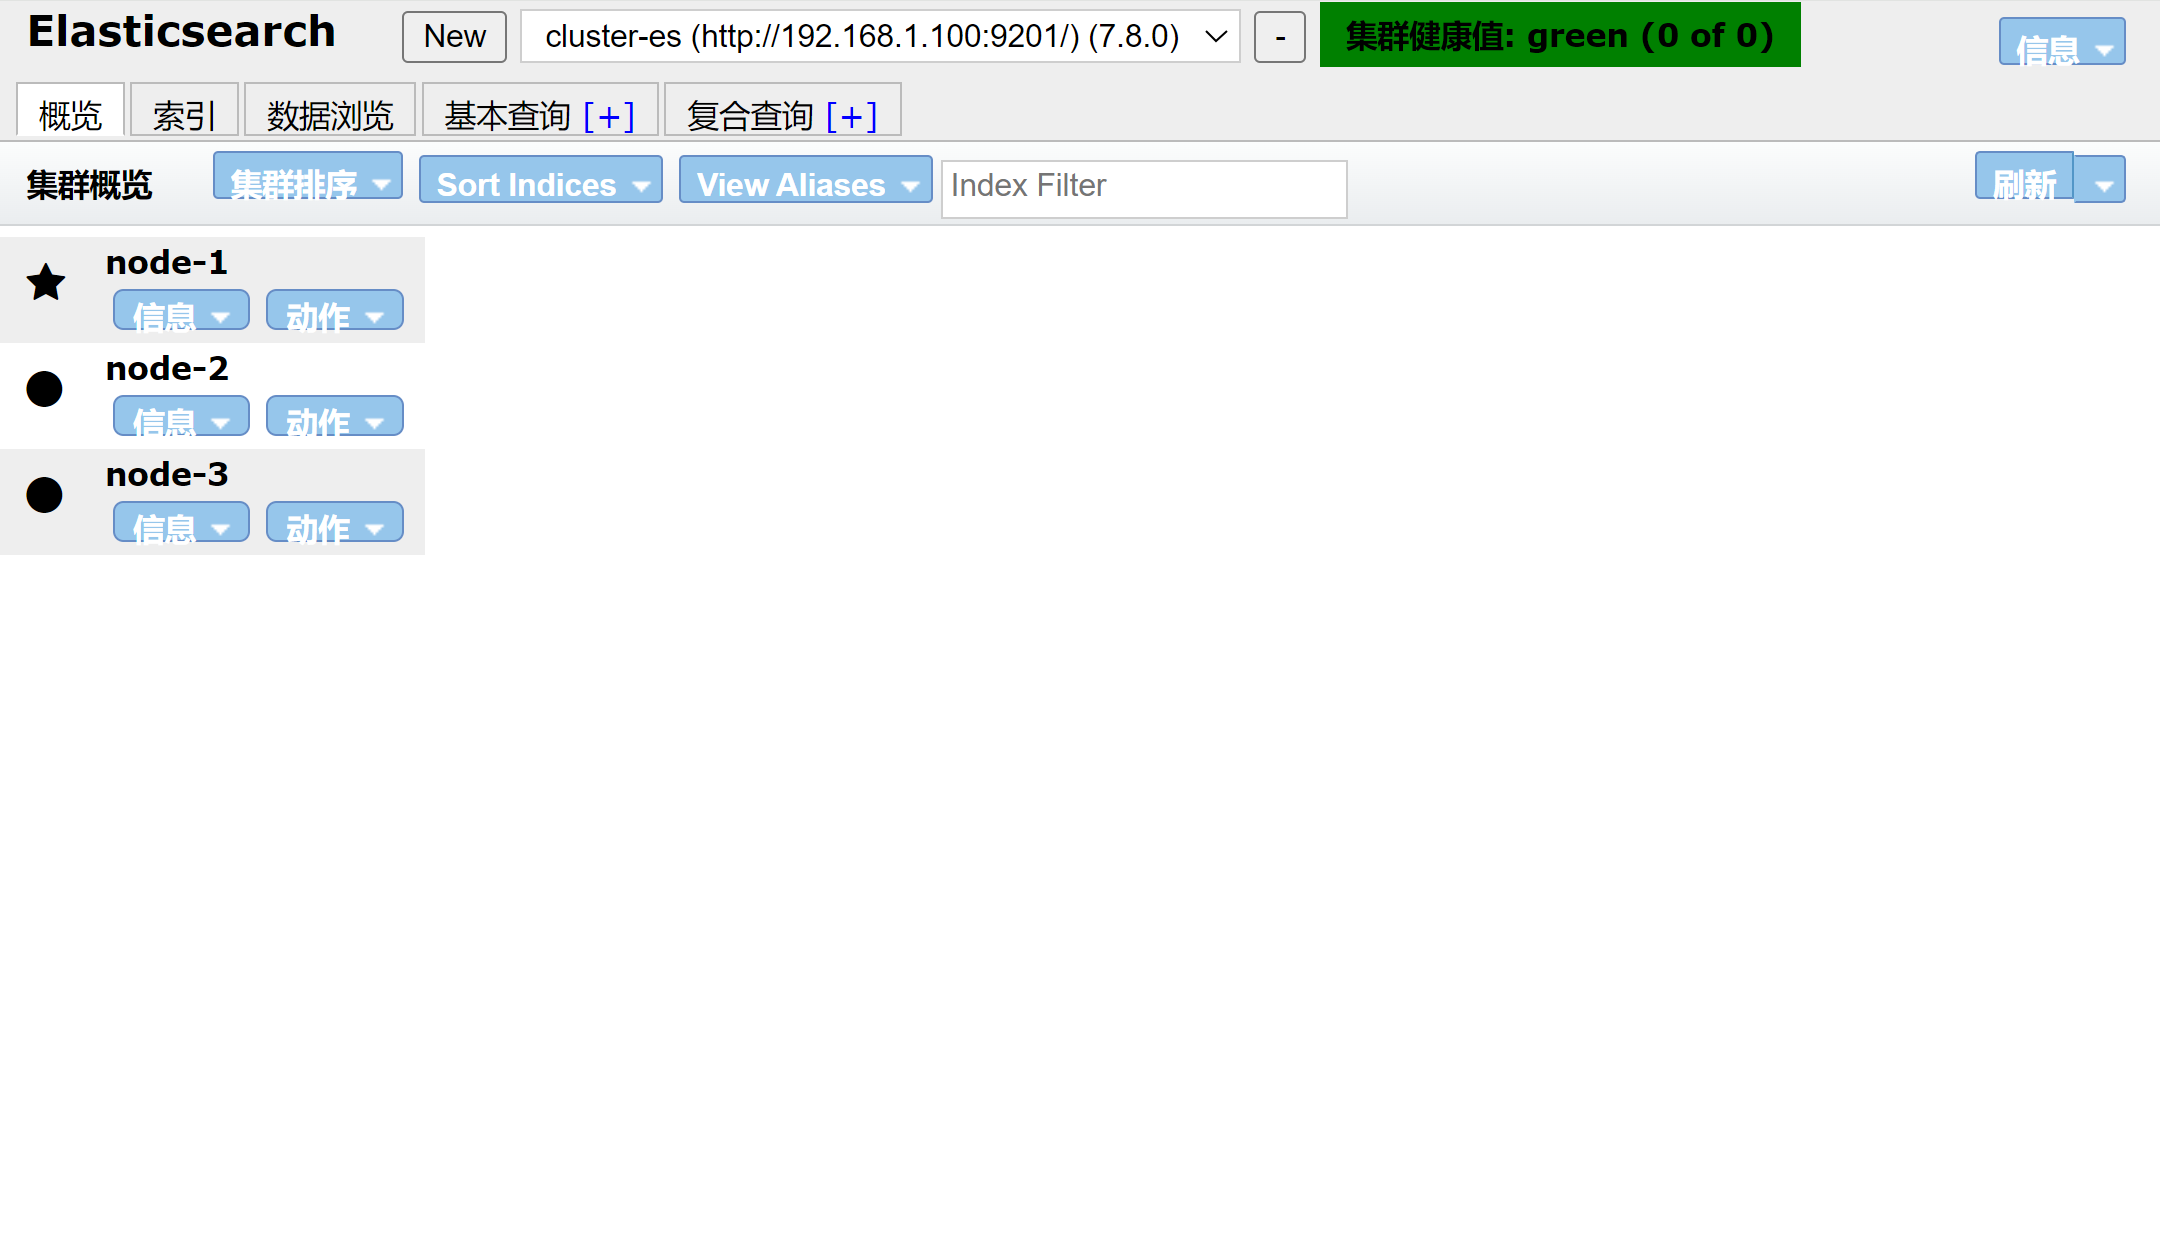 Elasticsearch New cluster-es (http://192.168.1.100:9201/) (7.8.0) - 集群健康值: green (0 of 0) 信息
概览 索引 数据浏览 基本查询 [+] 复合查询 [+]
集群概览 集群排序 Sort Indices View Aliases Index Filter 刷新
node-1
信息 动作
node-2
信息 动作
node-3
信息 动作